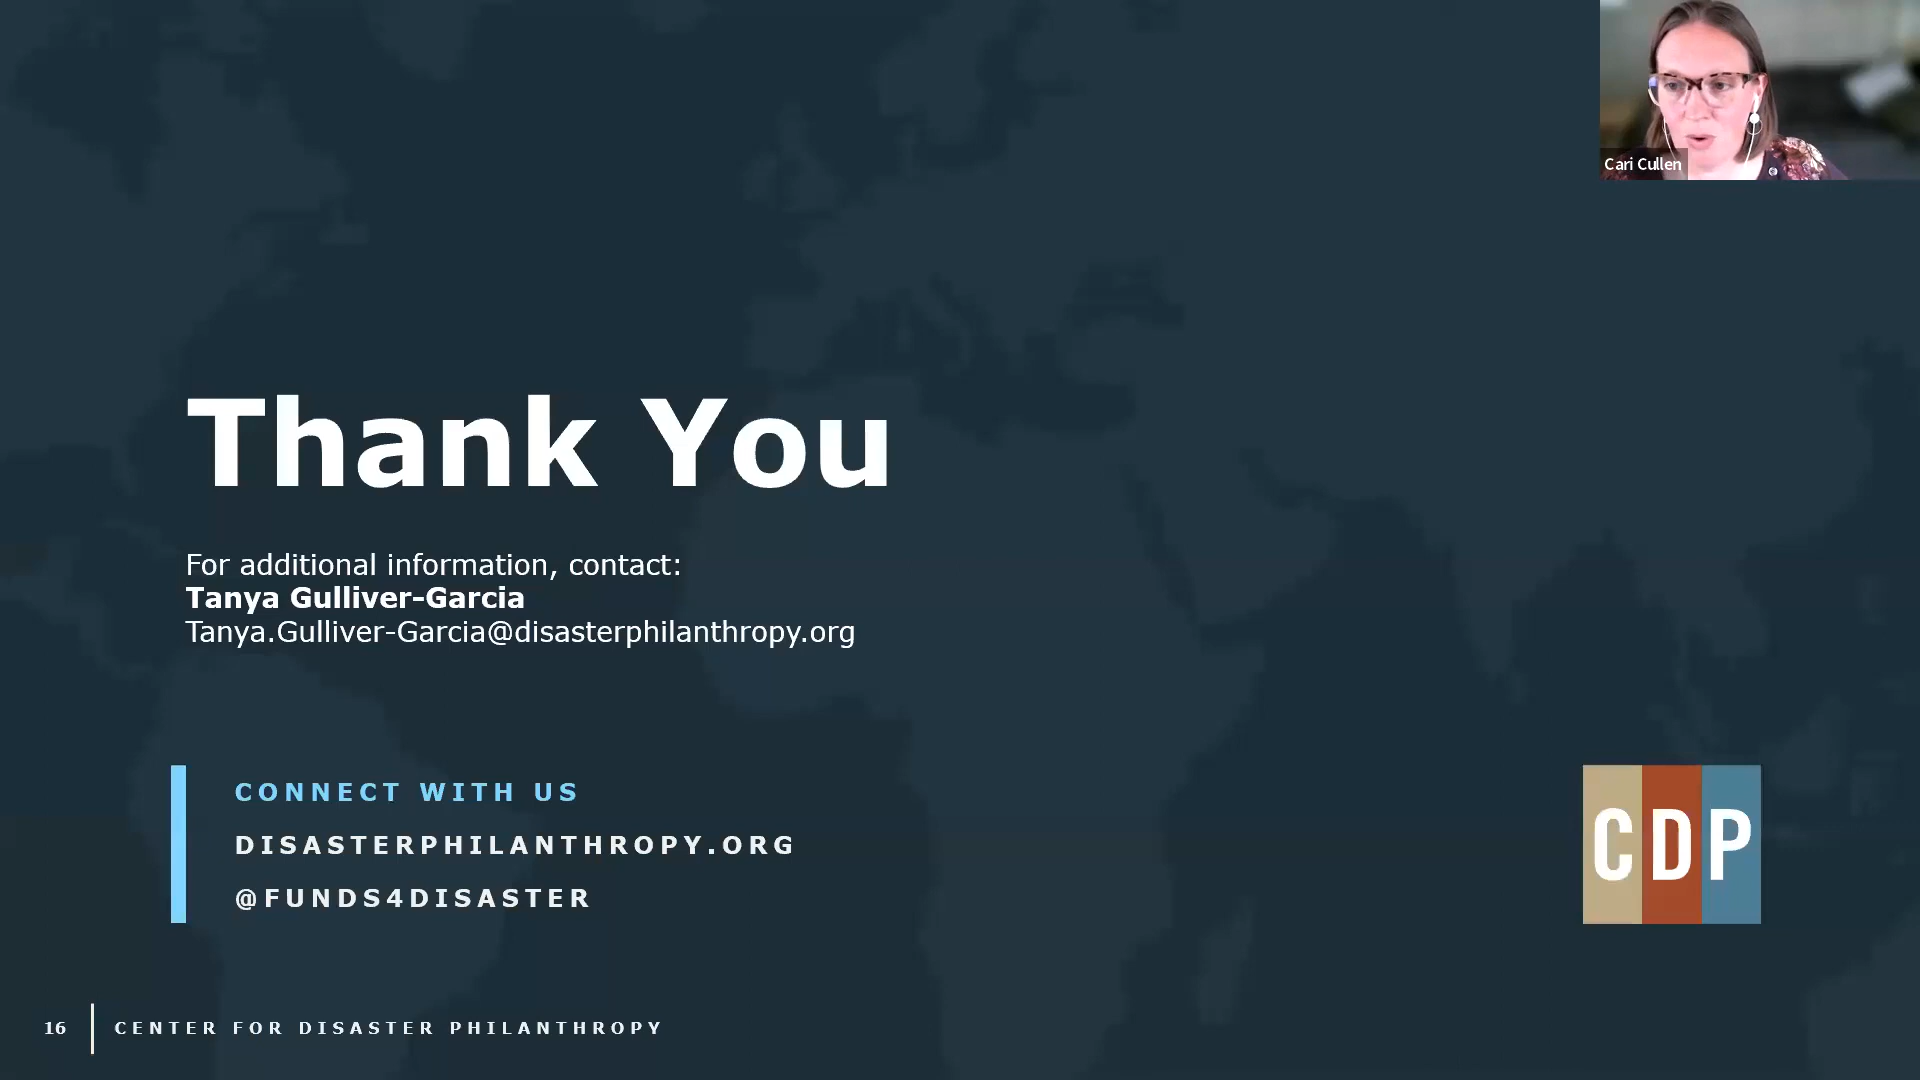 Cari Cullen
Thank You
For additional information, contact:
Tanya Gulliver-Garcia
Tanya.Gulliver-Garcia@disasterphilanthropy.org
CONNECT WITH US
DISASTERPHILANTHROPY.ORG
@FUNDS4DISASTER
CDP
16
CENTER FOR DISASTER PHILANTHROPY